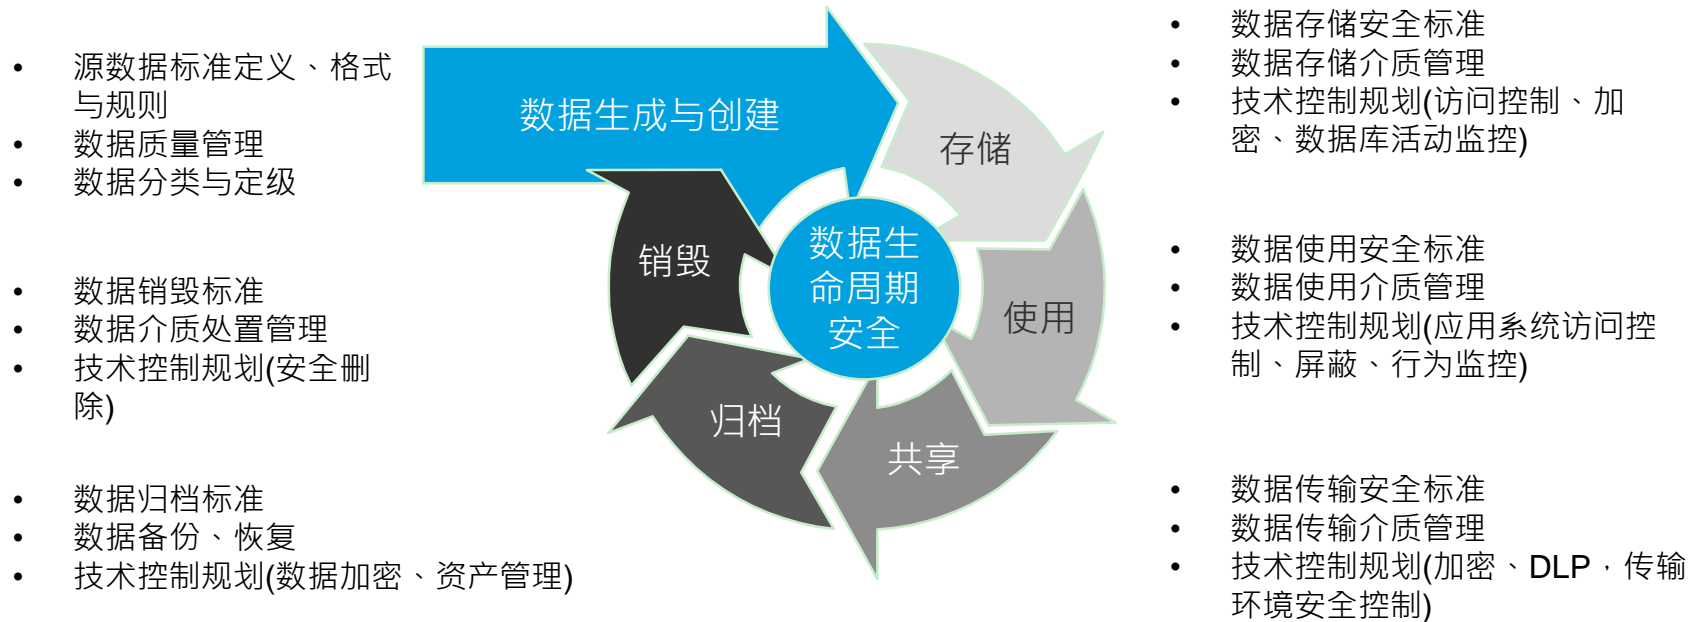 • 源数据标准定义、格式
与规则
• 数据质量管理
• 数据分类与定级
数据生成与创建
• 数据存储安全标准
• 数据存储介质管理
• 技术控制规划(访问控制、加
密、数据库活动监控)
存储
• 数据销毁标准
• 数据介质处置管理
• 技术控制规划(安全删
除)
销毁
数据生
命周期
安全
使用
• 数据使用安全标准
• 数据使用介质管理
• 技术控制规划(应用系统访问控
制、屏蔽、行为监控)
• 数据归档标准
• 数据备份、恢复
• 技术控制规划(数据加密、资产管理)
归档
共享
• 数据传输安全标准
• 数据传输介质管理
• 技术控制规划(加密、DLP，传输
环境安全控制)